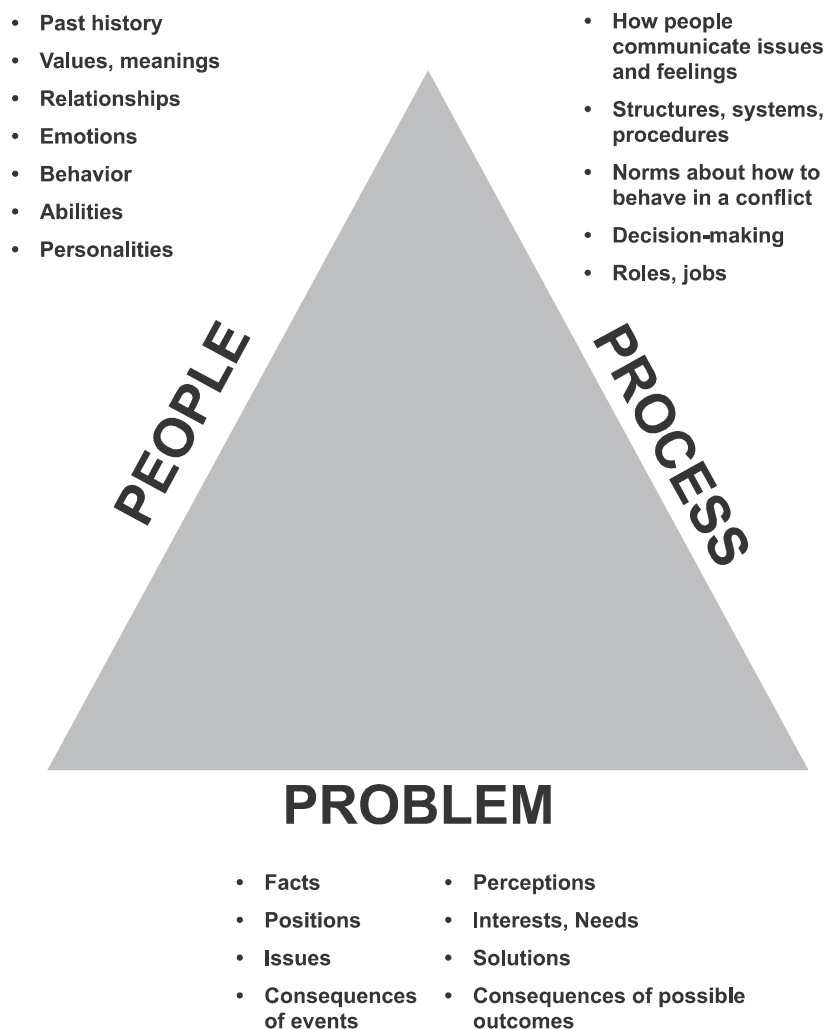 • Past history
• Values, meanings
• Relationships
• Emotions
• Behavior
• Abilities
• Personalities
• How people
communicate issues
and feelings
• Structures, systems,
procedures
• Norms about how to
behave in a conflict
• Decision-making
• Roles, jobs
PEOPLE
PROCESS
PROBLEM
• Facts
• Positions
• Issues
• Consequences
of events
• Perceptions
• Interests, Needs
• Solutions
• Consequences of possible
outcomes